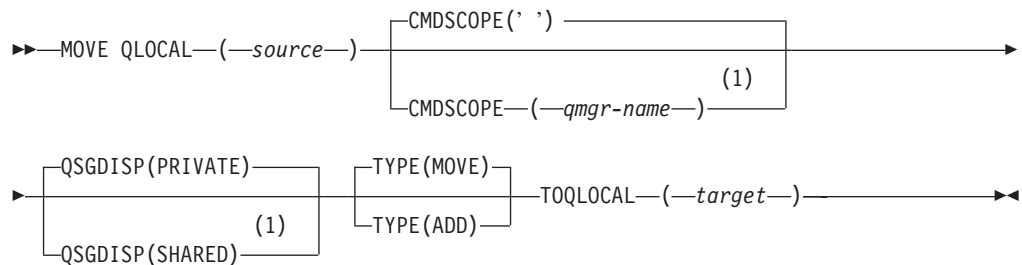 CMDSCOPE(' ')
MOVE QLOCAL ( source )
(1)
CMDSCOPE ( qmgr-name )
QSGDISP(PRIVATE) TYPE(MOVE)
TOQLOCAL ( target )
(1) TYPE(ADD)
QSGDISP(SHARED)